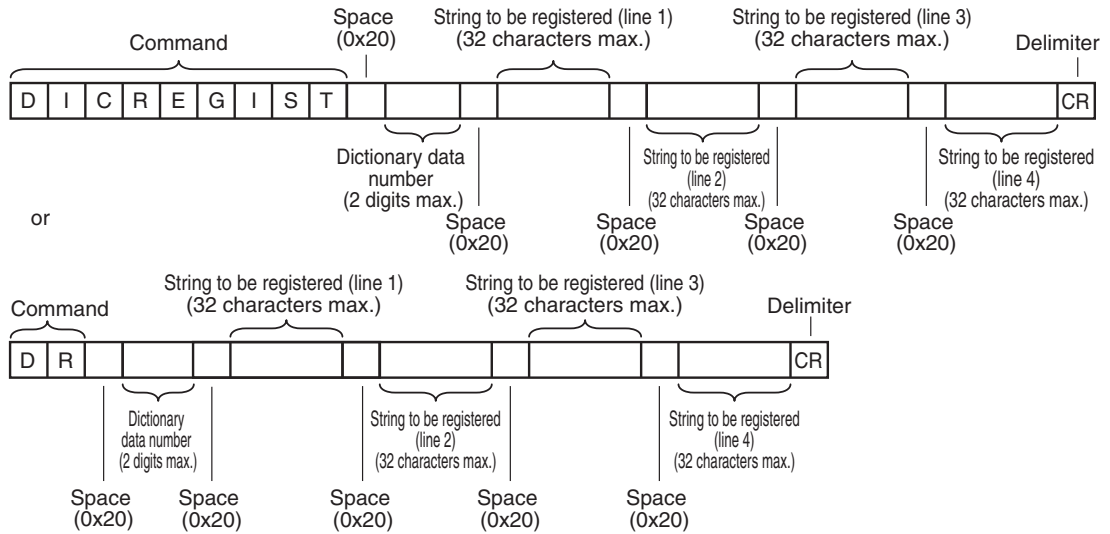 Space
(0x20)
String to be registered (line 1)
(32 characters max.)
String to be registered (line 3)
(32 characters max.)
Command
Delimiter
D I C R E G I S T CR
Dictionary data
number
(2 digits max.)
String to be registered
(line 2)
(32 characters max.)
String to be registered
(line 4)
(32 characters max.)
Space
(0x20)
Space
(0x20)
Space
(0x20)
Space
(0x20)
or
String to be registered (line 1)
(32 characters max.)
String to be registered (line 3)
(32 characters max.)
Command
Delimiter
D R CR
Dictionary
data number
(2 digits max.)
String to be registered
(line 2)
(32 characters max.)
String to be registered
(line 4)
(32 characters max.)
Space
(0x20)
Space
(0x20)
Space
(0x20)
Space
(0x20)
Space
(0x20)